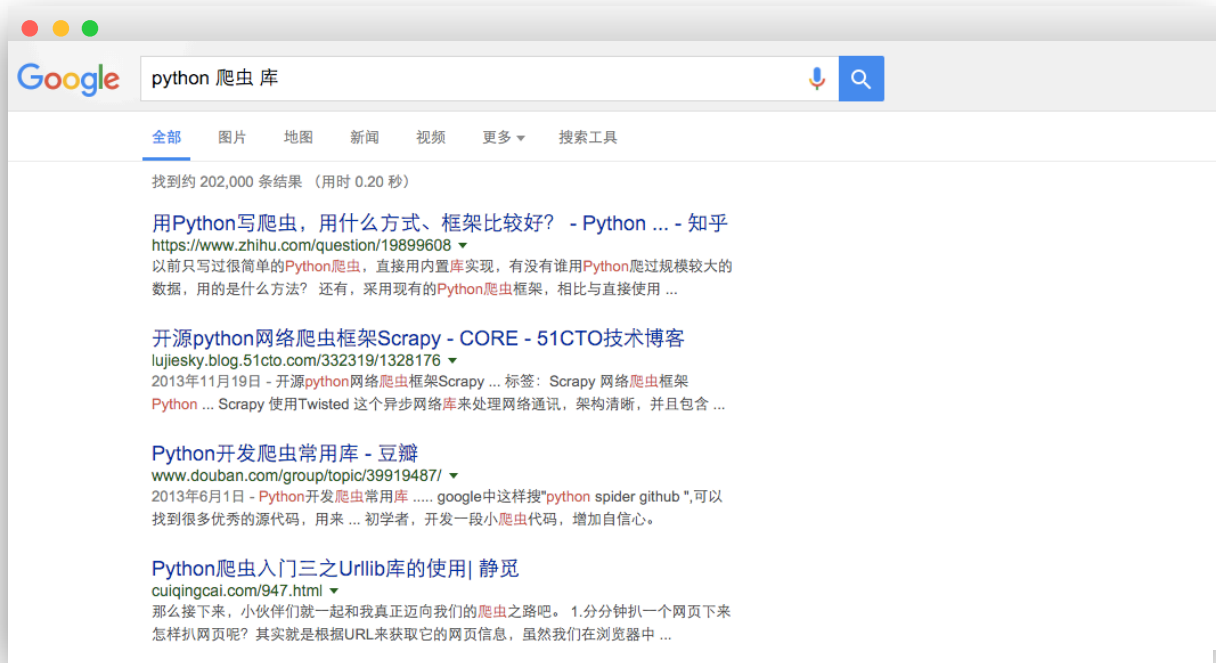 Google python 爬虫 库
全部 图片 地图 新闻 视频 更多 搜索工具
找到约 202,000 条结果 （用时 0.20 秒）
用Python写爬虫，用什么方式、框架比较好？ - Python ... - 知乎
https://www.zhihu.com/question/19899608
以前只写过很简单的Python爬虫，直接用内置库实现，有没有谁用Python爬过规模较大的
数据，用的是什么方法？ 还有，采用现有的Python爬虫框架，相比与直接使用 ...
开源python网络爬虫框架Scrapy - CORE - 51CTO技术博客
lujiesky.blog.51cto.com/332319/1328176
2013年11月19日 - 开源python网络爬虫框架Scrapy ... 标签：Scrapy 网络爬虫框架
Python ... Scrapy 使用Twisted 这个异步网络库来处理网络通讯，架构清晰，并且包含 ...
Python开发爬虫常用库 - 豆瓣
www.douban.com/group/topic/39919487/
2013年6月1日 - Python开发爬虫常用库 ..... google中这样搜"python spider github ",可以
找到很多优秀的源代码，用来 ... 初学者，开发一段小爬虫代码，增加自信心。
Python爬虫入门三之Urllib库的使用| 静觅
cuiqingcai.com/947.html
那么接下来，小伙伴们就一起和我真正迈向我们的爬虫之路吧。 1.分分钟扒一个网页下来
怎样扒网页呢？其实就是根据URL来获取它的网页信息，虽然我们在浏览器中 ...